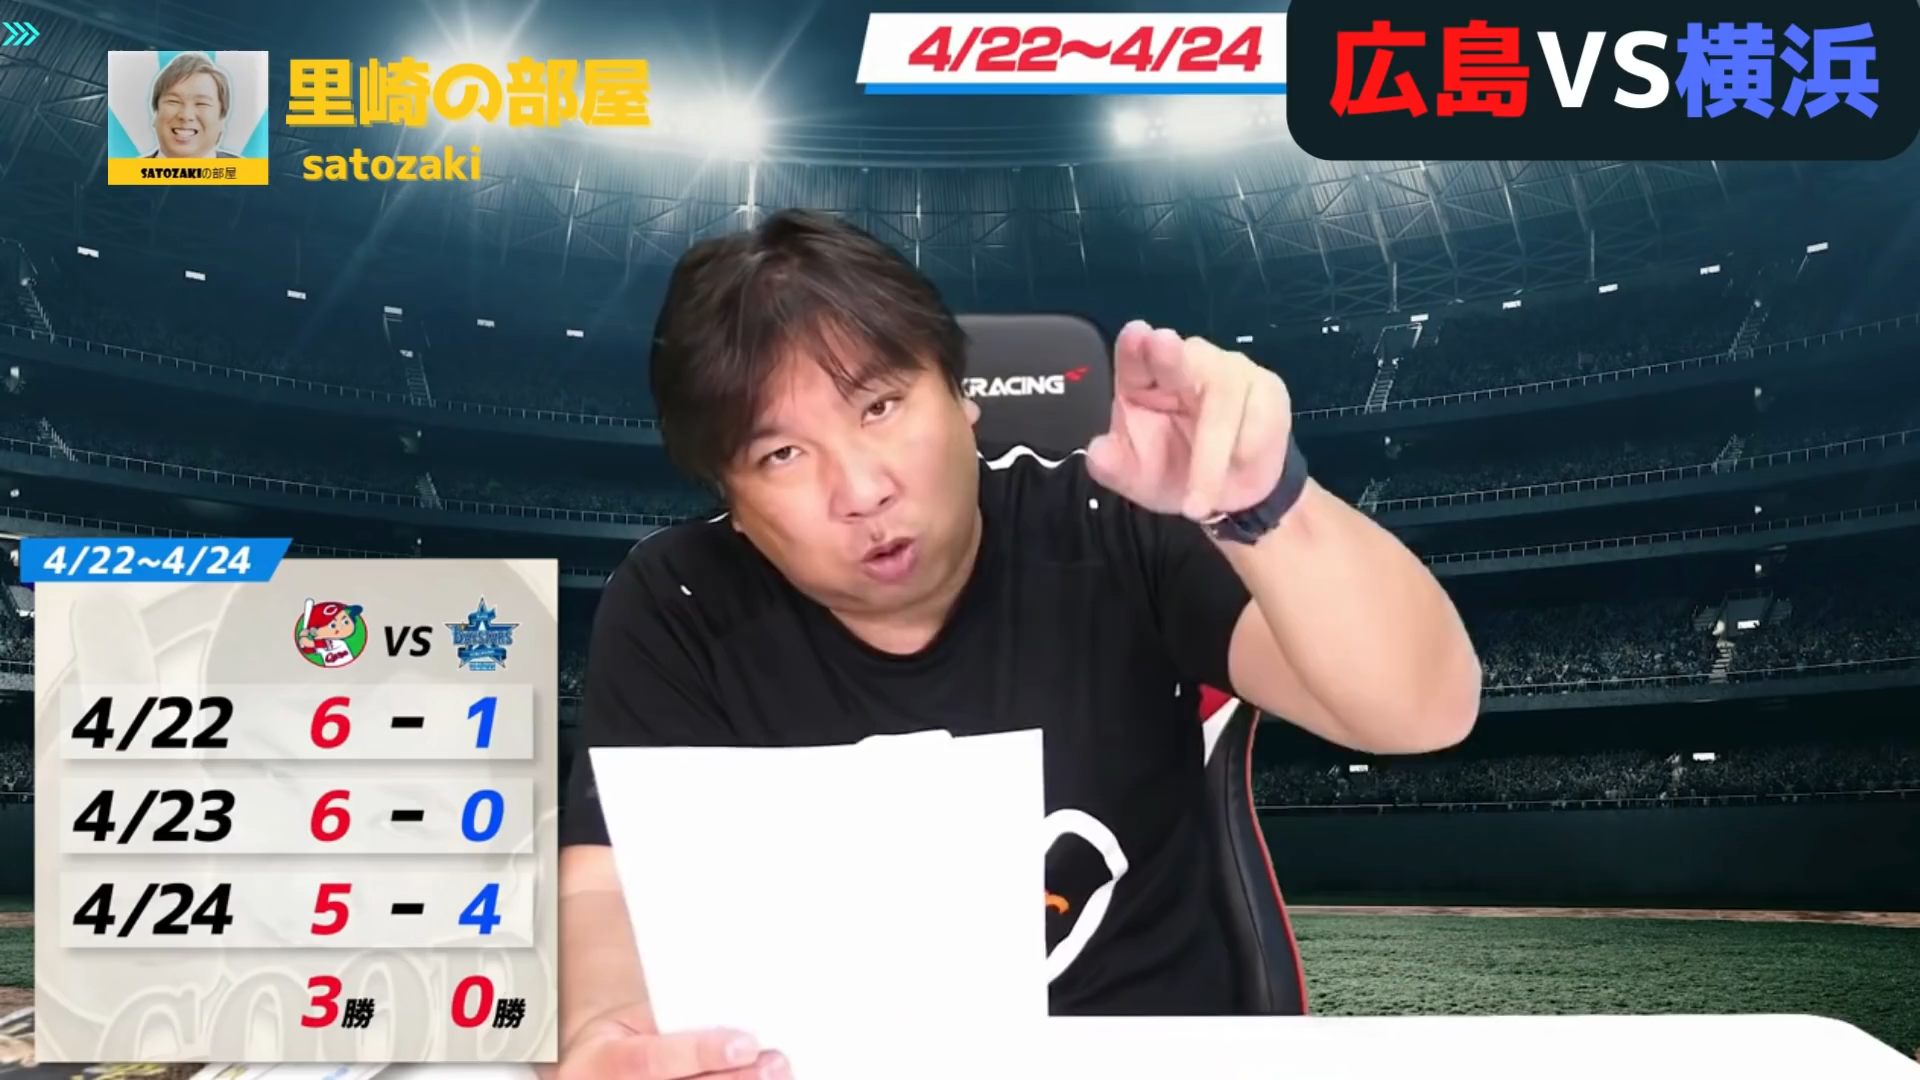 4/22~4/24
広島VS横浜
里崎の部屋
satozaki
SATOZAKIの部屋
KRACING
4/22~4/24
VS
4/22 6 - 1
4/23 6 - 0
4/24 5 - 4
3勝 0勝